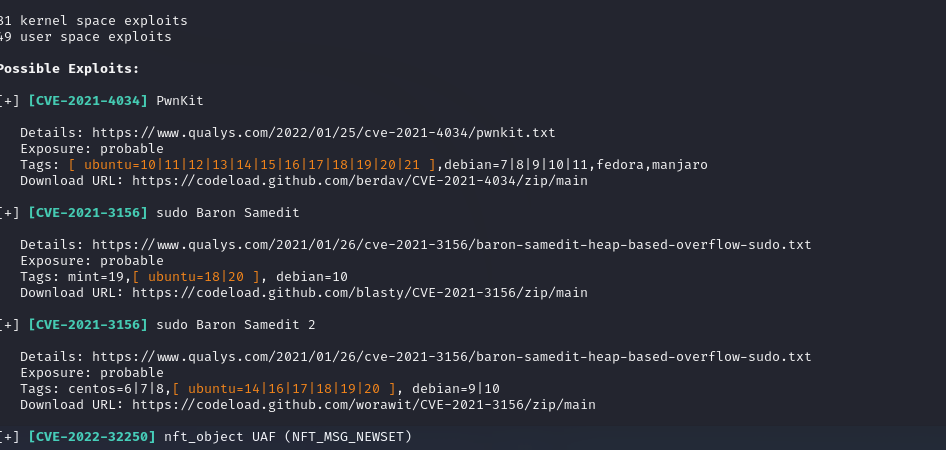 81 kernel space exploits
49 user space exploits
Possible Exploits:
[+] [CVE-2021-4034] PwnKit
Details: https://www.qualys.com/2022/01/25/cve-2021-4034/pwnkit.txt
Exposure: probable
Tags: [ ubuntu=10|11|12|13|14|15|16|17|18|19|20|21 ],debian=7|8|9|10|11,fedora,manjaro
Download URL: https://codeload.github.com/berdav/CVE-2021-4034/zip/main
[+] [CVE-2021-3156] sudo Baron Samedit
Details: https://www.qualys.com/2021/01/26/cve-2021-3156/baron-samedit-heap-based-overflow-sudo.txt
Exposure: probable
Tags: mint=19,[ ubuntu=18|20 ], debian=10
Download URL: https://codeload.github.com/blasty/CVE-2021-3156/zip/main
[+] [CVE-2021-3156] sudo Baron Samedit 2
Details: https://www.qualys.com/2021/01/26/cve-2021-3156/baron-samedit-heap-based-overflow-sudo.txt
Exposure: probable
Tags: centos=6|7|8,[ ubuntu=14|16|17|18|19|20 ], debian=9|10
Download URL: https://codeload.github.com/worawit/CVE-2021-3156/zip/main
[+] [CVE-2022-32250] nft_object UAF (NFT_MSG_NEWSET)